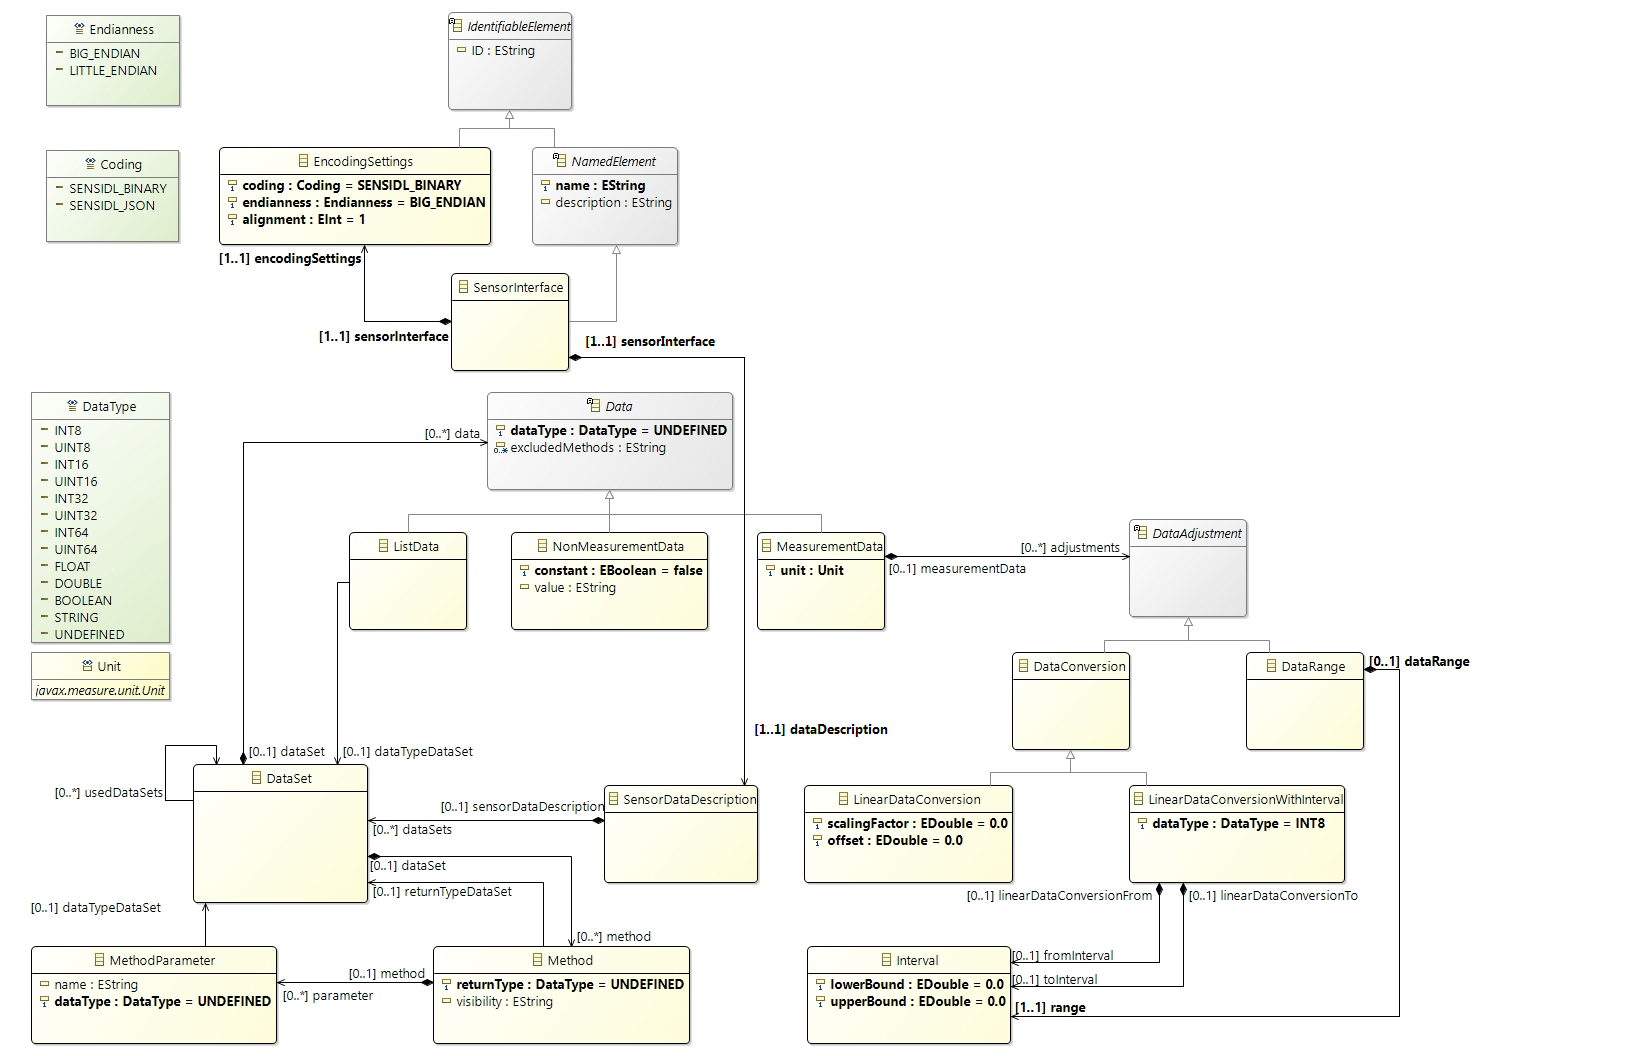 Endianness
BIG_ENDIAN
LITTLE_ENDIAN
IdentifiableElement
ID : EString
Coding
SENSIDL_BINARY
SENSIDL_JSON
EncodingSettings
coding : Coding = SENSIDL_BINARY
endianness : Endianness = BIG_ENDIAN
alignment : EInt = 1
NamedElement
name : EString
description : EString
[1..1] encodingSettings
SensorInterface
[1..1] sensorInterface
[1..1] sensorInterface
DataType
INT8
UINT8
INT16
UINT16
INT32
UINT32
INT64
UINT64
FLOAT
DOUBLE
BOOLEAN
STRING
UNDEFINED
Data
dataType : DataType = UNDEFINED
excludedMethods : EString
[0..*] data
ListData
NonMeasurementData
constant : EBoolean = false
value : EString
MeasurementData
unit : Unit
[0..*] adjustments
[0..1] measurementData
DataAdjustment
Unit
javax.measure.unit.Unit
DataConversion
DataRange
[0..1] dataRange
[1..1] dataDescription
[0..1] dataSet
[0..1] dataTypeDataSet
DataSet
[0..*] usedDataSets
[0..1] sensorDataDescription
[0..*] dataSets
SensorDataDescription
LinearDataConversion
scalingFactor : EDouble = 0.0
offset : EDouble = 0.0
LinearDataConversionWithInterval
dataType : DataType = INT8
[0..1] dataSet
[0..1] returnTypeDataSet
[0..1] linearDataConversionFrom
[0..1] linearDataConversionTo
[0..1] dataTypeDataSet
[0..*] method
MethodParameter
name : EString
dataType : DataType = UNDEFINED
[0..1] method
[0..*] parameter
Method
returnType : DataType = UNDEFINED
visibility : EString
Interval
lowerBound : EDouble = 0.0
upperBound : EDouble = 0.0
[0..1] fromInterval
[0..1] toInterval
[1..1] range